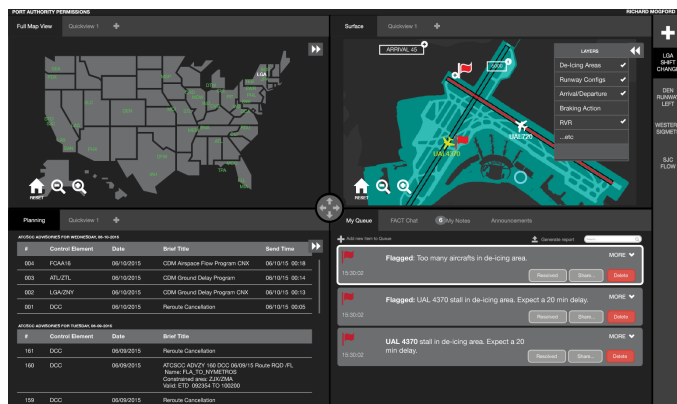 PORT AUTHORITY PERMISSIONS
RICHARD MOGFORD
Full Map View
Quickview 1
LGA
DTW
TPA
MIA
RESET
Surface
Quickview 1
ARRIVAL 45
UAL720
UAL4370
RESET
LAYERS
De-Icing Areas
Runway Configs
Arrival/Departure
Braking Action
RVR
...etc
LGA
SHIFT
CHANGE
DEN
RUNWAY
LEFT
WESTERN
SIGMETS
SJC
FLOW
Planning
Quickview 1
ATCSCC ADVISORIES FOR WEDNESDAY, 06-10-2015
# Control Element Date Brief Title Send Time
004 FCAA16 06/10/2015 CDM Airspace Flow Program CNX 06/10/15 00:18
003 ATL/ZTL 06/10/2015 CDM Ground Delay Program 06/10/15 00:14
002 LGA/ZNY 06/10/2015 CDM Ground Delay Program CNX 06/10/15 00:13
001 DCC 06/10/2015 Reroute Cancellation 06/10/15 00:05
ATCSCC ADVISORIES FOR TUESDAY, 06-09-2015
# Control Element Date Brief Title
161 DCC 06/09/2015 Reroute Cancellation
160 DCC 06/09/2015 ATCSCC ADVZY 160 DCC 06/09/15 Route RQD /FL
Name: FLA_TO_NYMETROS
Constrained area: ZJX/ZMA
Valid: ETD 092354 TO 100200
159 DCC 06/09/2015 Reroute Cancellation
My Queue
FACT Chat
6 My Notes
Announcements
Add new item to Queue
Generate report
Search
Flagged: Too many aircrafts in de-icing area.
MORE
15:30:02
Resolved
Share...
Delete
Flagged: UAL 4370 stall in de-icing area. Expect a 20 min delay.
MORE
15:30:02
Resolved
Share...
Delete
UAL 4370 stall in de-icing area. Expect a 20
min delay.
MORE
15:30:02
Resolved
Share...
Delete